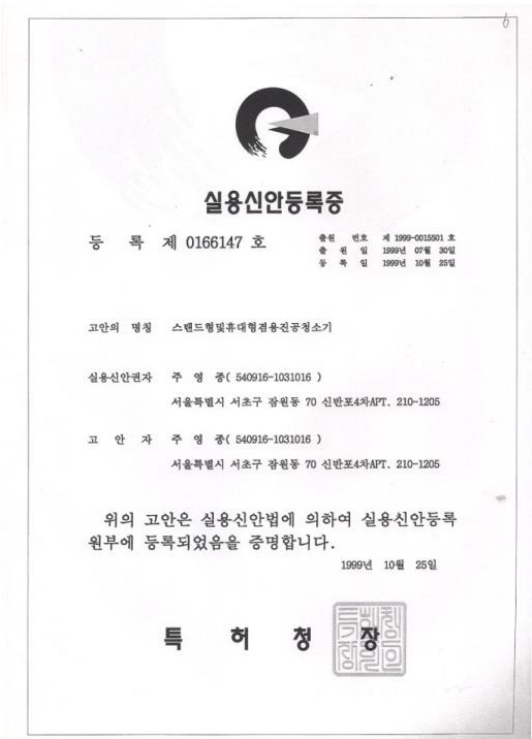 6
실용신안등록증
등 록 제 0166147 호
출원 번호 제 1999-0015501 호
출 원 일 1999년 07월 30일
등 록 일 1999년 10월 25일
고안의 명칭 스탠드형및휴대형겸용진공청소기
실용신안권자 주 영 종( 540916-1031016 )
서울특별시 서초구 잠원동 70 신반포4차APT. 210-1205
고 안 자 주 영 종( 540916-1031016 )
서울특별시 서초구 잠원동 70 신반포4차APT. 210-1205
위의 고안은 실용신안법에 의하여 실용신안등록
원부에 등록되었음을 증명합니다.
1999년 10월 25일
특 허 청 장